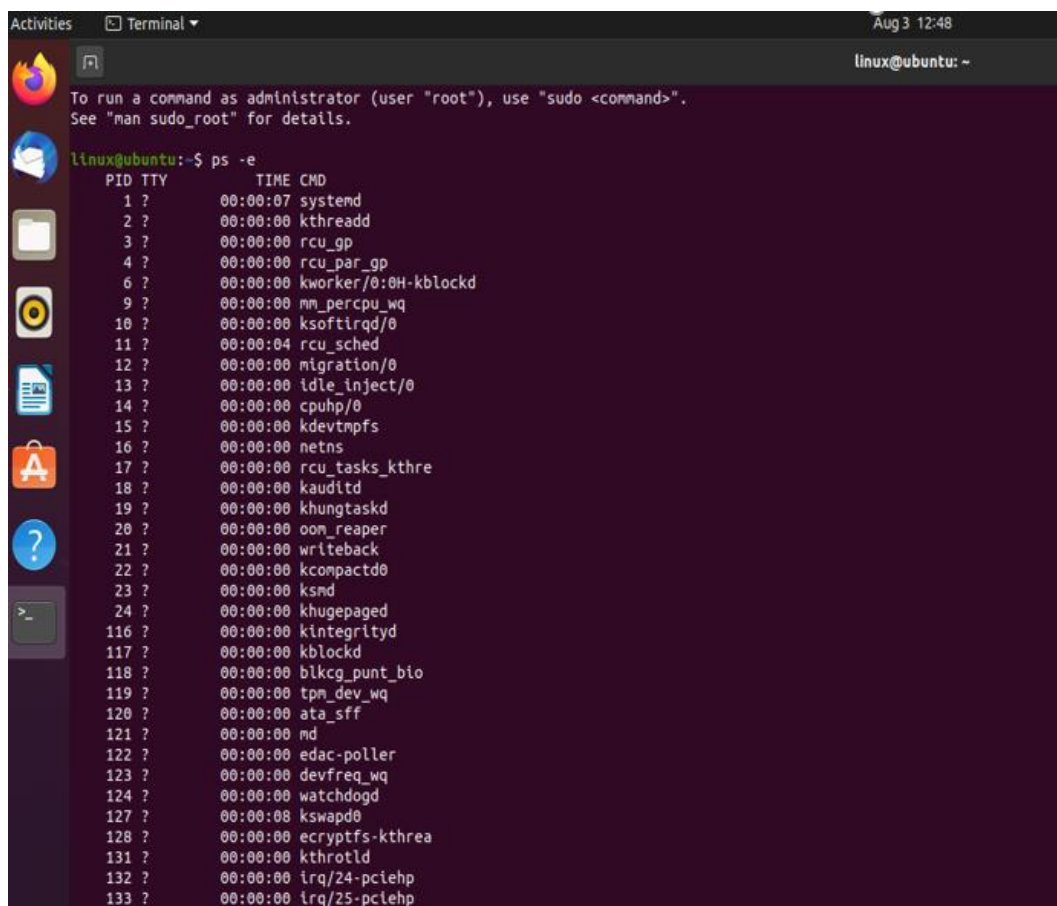 Activities Terminal Aug 3 12:48
linux@ubuntu: ~
To run a command as administrator (user "root"), use "sudo <command>".
See "man sudo_root" for details.
linux@ubuntu:~$ ps -e
PID TTY TIME CMD
1 ? 00:00:07 systemd
2 ? 00:00:00 kthreadd
3 ? 00:00:00 rcu_gp
4 ? 00:00:00 rcu_par_gp
6 ? 00:00:00 kworker/0:0H-kblockd
9 ? 00:00:00 mm_percpu_wq
10 ? 00:00:00 ksoftirqd/0
11 ? 00:00:04 rcu_sched
12 ? 00:00:00 migration/0
13 ? 00:00:00 idle_inject/0
14 ? 00:00:00 cpuhp/0
15 ? 00:00:00 kdevtmpfs
16 ? 00:00:00 netns
17 ? 00:00:00 rcu_tasks_kthre
18 ? 00:00:00 kauditd
19 ? 00:00:00 khungtaskd
20 ? 00:00:00 oom_reaper
21 ? 00:00:00 writeback
22 ? 00:00:00 kcompactd0
23 ? 00:00:00 ksmd
24 ? 00:00:00 khugepaged
116 ? 00:00:00 kintegrityd
117 ? 00:00:00 kblockd
118 ? 00:00:00 blkcg_punt_bio
119 ? 00:00:00 tpm_dev_wq
120 ? 00:00:00 ata_sff
121 ? 00:00:00 md
122 ? 00:00:00 edac-poller
123 ? 00:00:00 devfreq_wq
124 ? 00:00:00 watchdogd
127 ? 00:00:08 kswapd0
128 ? 00:00:00 ecryptfs-kthrea
131 ? 00:00:00 kthrotld
132 ? 00:00:00 irq/24-pciehp
133 ? 00:00:00 irq/25-pciehp